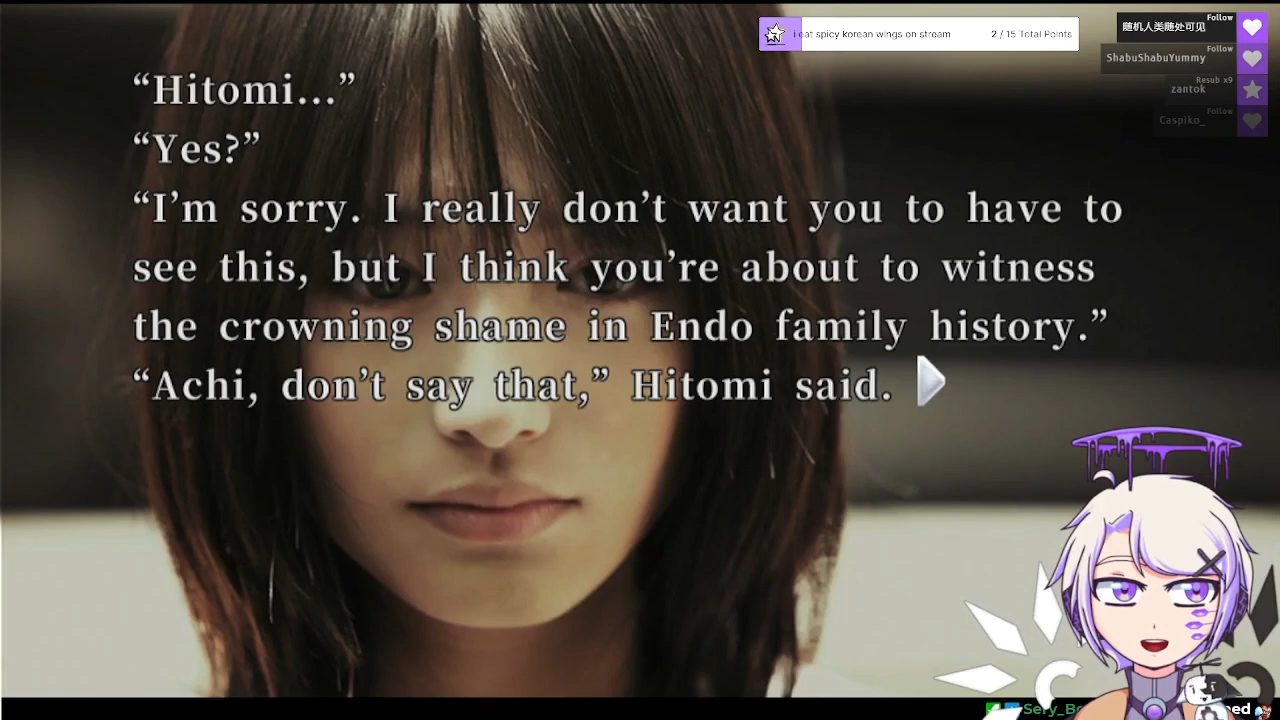 “Hitomi...”
“Yes?”
“I’m sorry. I really don’t want you to have to
see this, but I think you’re about to witness
the crowning shame in Endo family history.”
“Achi, don’t say that,” Hitomi said.
i eat spicy korean wings on stream 2 / 15 Total Points
Follow
随机人类随处可见
Follow
ShabuShabuYummy
Resub x9
zantok
Follow
Caspiko_